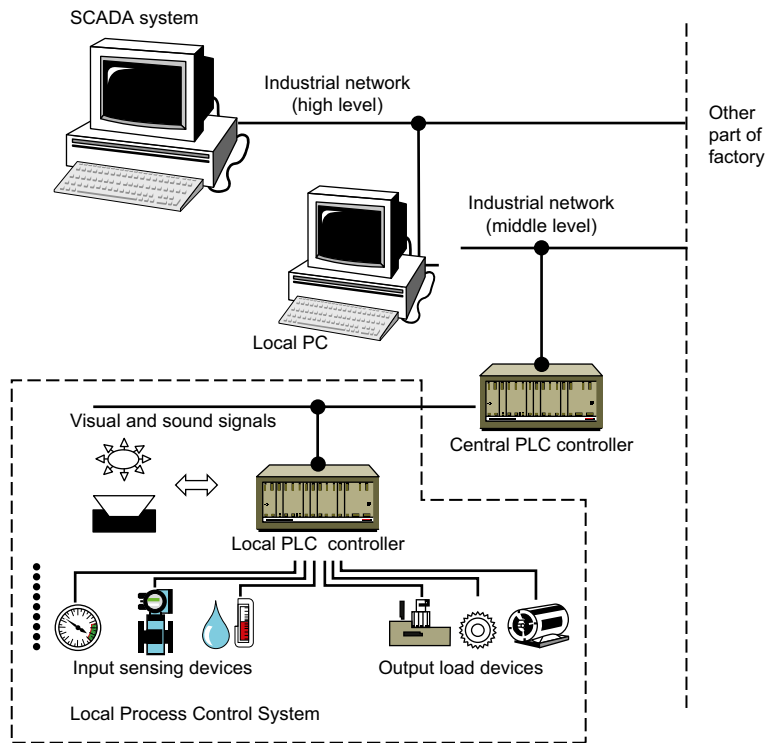 SCADA system
Industrial network
(high level)
Other
part of
factory
Industrial network
(middle level)
Local PC
Visual and sound signals
Central PLC controller
Local PLC controller
Input sensing devices
Output load devices
Local Process Control System